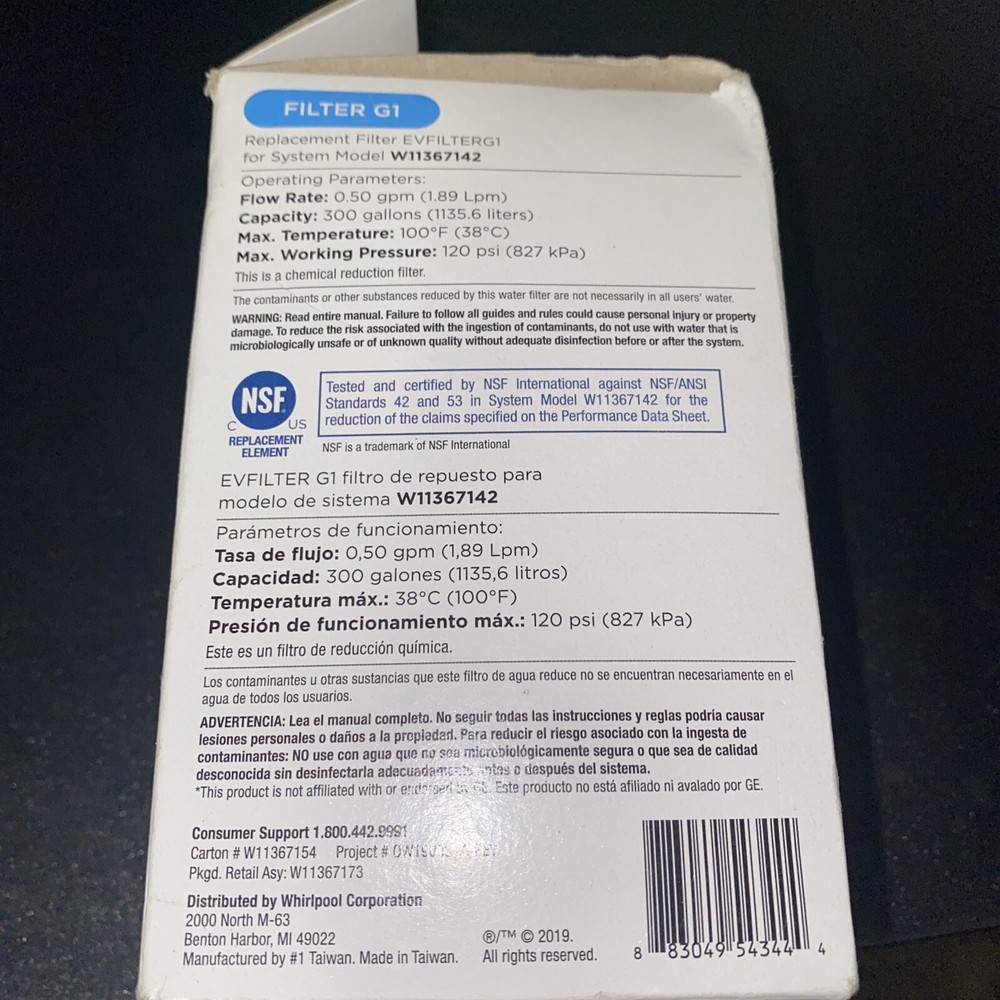 FILTER G1
Replacement Filter EVFILTERG1
for System Model W11367142
Operating Parameters:
Flow Rate: 0.50 gpm (1.89 Lpm)
Capacity: 300 gallons (1135.6 liters)
Max. Temperature: 100°F (38°C)
Max. Working Pressure: 120 psi (827 kPa)
This is a chemical reduction filter.
The contaminants or other substances reduced by this water filter are not necessarily in all users' water.
WARNING: Read entire manual. Failure to follow all guides and rules could cause personal injury or property
damage. To reduce the risk associated with the ingestion of contaminants, do not use with water that is
microbiologically unsafe or of unknown quality without adequate disinfection before or after the system.
NSF®
C US
REPLACEMENT
ELEMENT
Tested and certified by NSF International against NSF/ANSI
Standards 42 and 53 in System Model W11367142 for the
reduction of the claims specified on the Performance Data Sheet.
NSF is a trademark of NSF International
EVFILTER G1 filtro de repuesto para
modelo de sistema W11367142
Parámetros de funcionamiento:
Tasa de flujo: 0,50 gpm (1,89 Lpm)
Capacidad: 300 galones (1135,6 litros)
Temperatura máx.: 38°C (100°F)
Presión de funcionamiento máx.: 120 psi (827 kPa)
Este es un filtro de reducción química.
Los contaminantes u otras sustancias que este filtro de agua reduce no se encuentran necesariamente en el
agua de todos los usuarios.
ADVERTENCIA: Lea el manual completo. No seguir todas las instrucciones y reglas podría causar
lesiones personales o daños a la propiedad. Para reducir el riesgo asociado con la ingesta de
contaminantes: NO use con agua que no sea microbiológicamente segura o que sea de calidad
desconocida sin desinfectarla adecuadamente antes o después del sistema.
*This product is not affiliated with or endorsed by GE. Este producto no está afiliado ni avalado por GE.
Consumer Support 1.800.442.9991
Carton # W11367154 Project #
Pkgd. Retail Asy: W11367173
Distributed by Whirlpool Corporation
2000 North M-63
Benton Harbor, MI 49022
Manufactured by #1 Taiwan. Made in Taiwan.
®/TM © 2019.
All rights reserved.
8 83049 54344 4